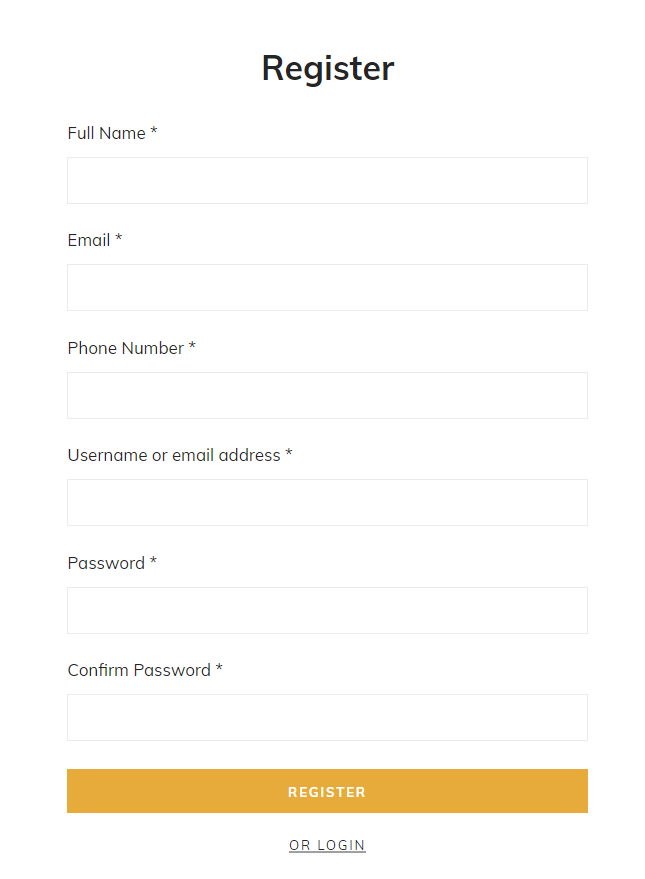 Register
Full Name *
Email *
Phone Number *
Username or email address *
Password *
Confirm Password *
REGISTER
OR LOGIN